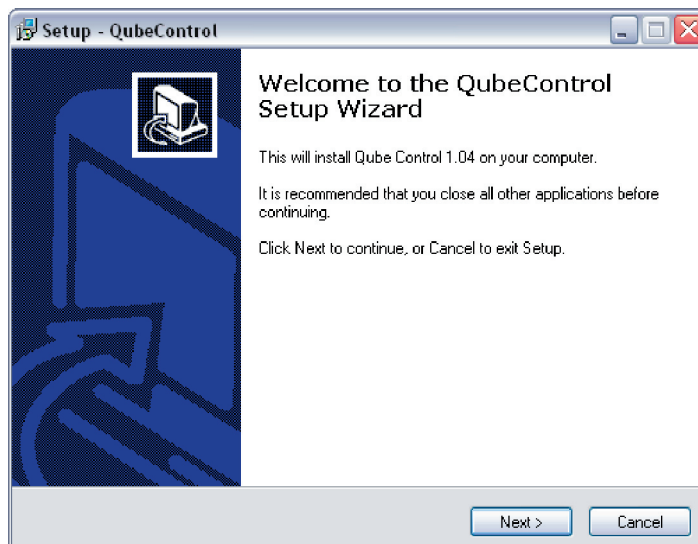 Setup - QubeControl
Welcome to the QubeControl
Setup Wizard
This will install Qube Control 1.04 on your computer.
It is recommended that you close all other applications before
continuing.
Click Next to continue, or Cancel to exit Setup.
Next >
Cancel